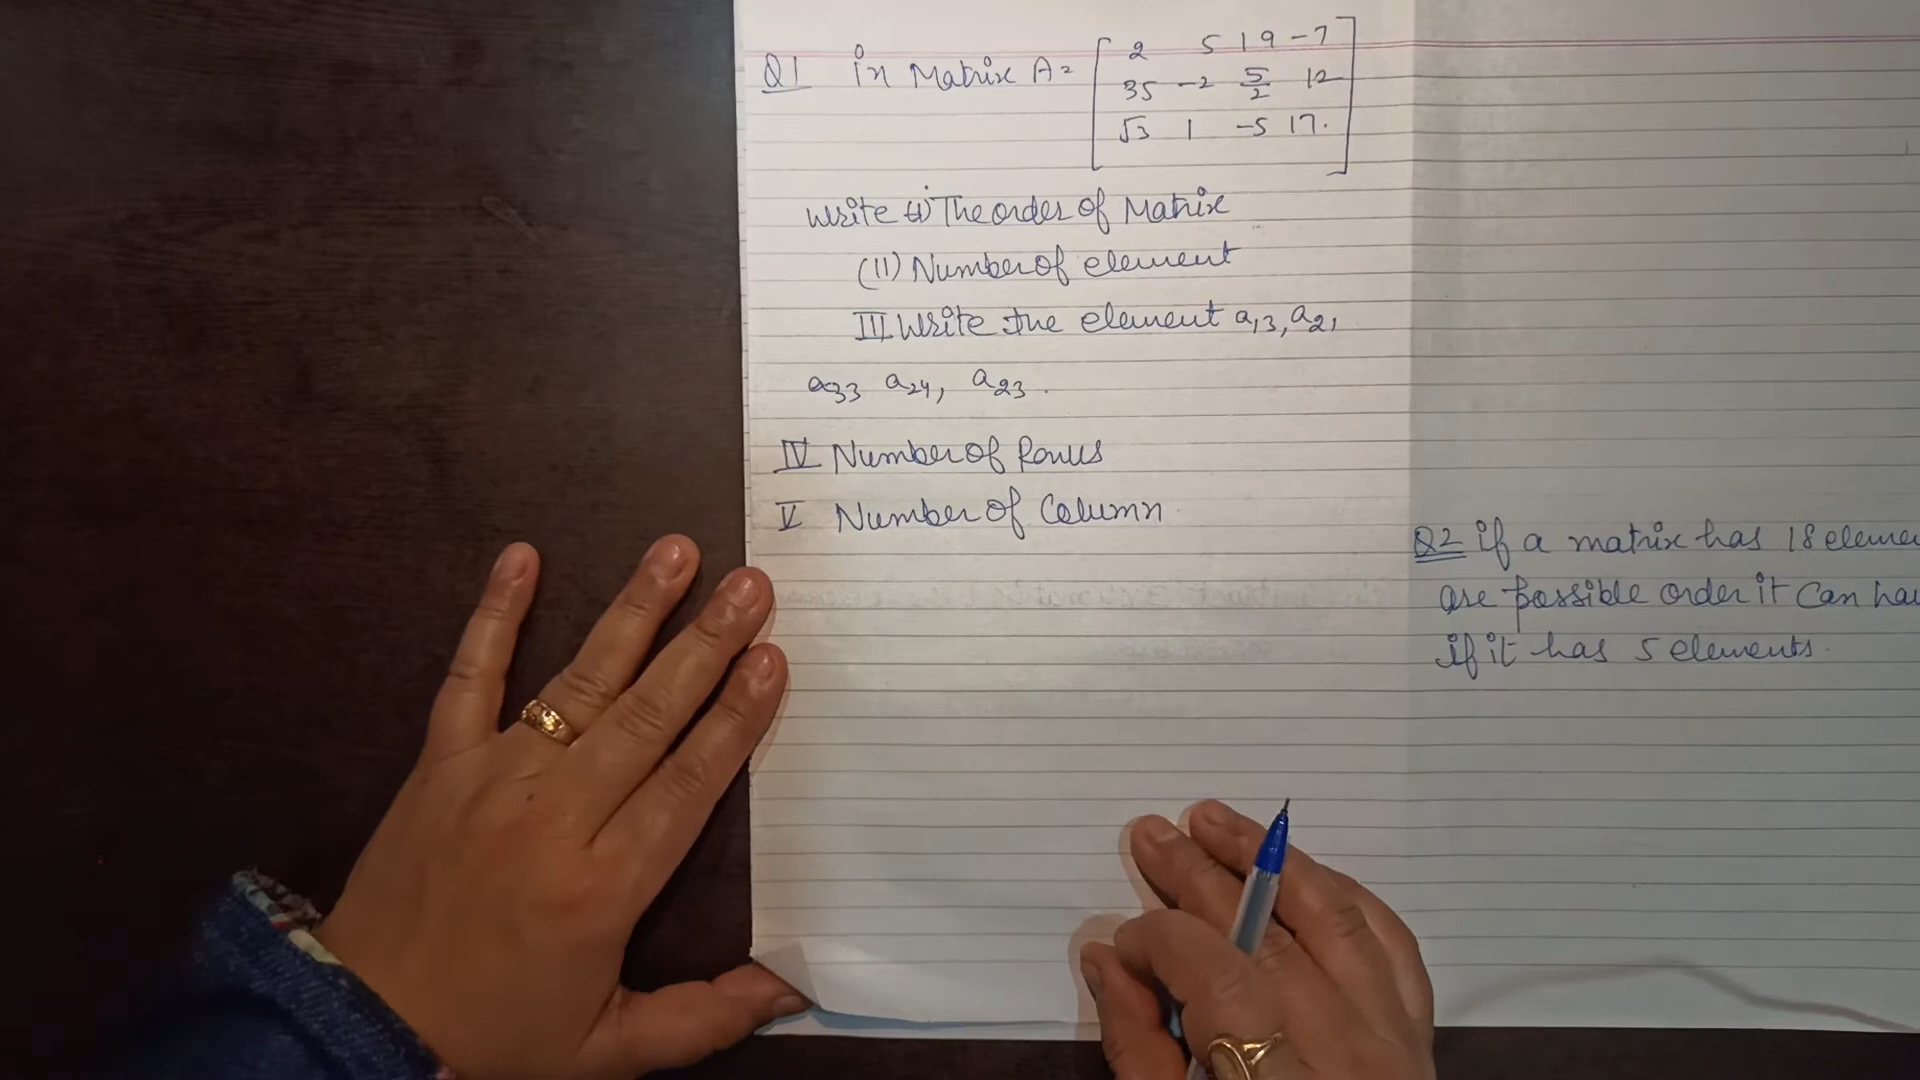 Q1 in Matrix A= [ 2 5 19 -7
35 -2 5/2 12
√3 1 -5 17. ]
Write (i) The order of Matrix
(II) Number of element
III Write the element a13, a21
a33 a24, a23.
IV Number of Rows
V Number of Column
Q2 if a matrix has 18
are possible order it can
if it has 5 elements.